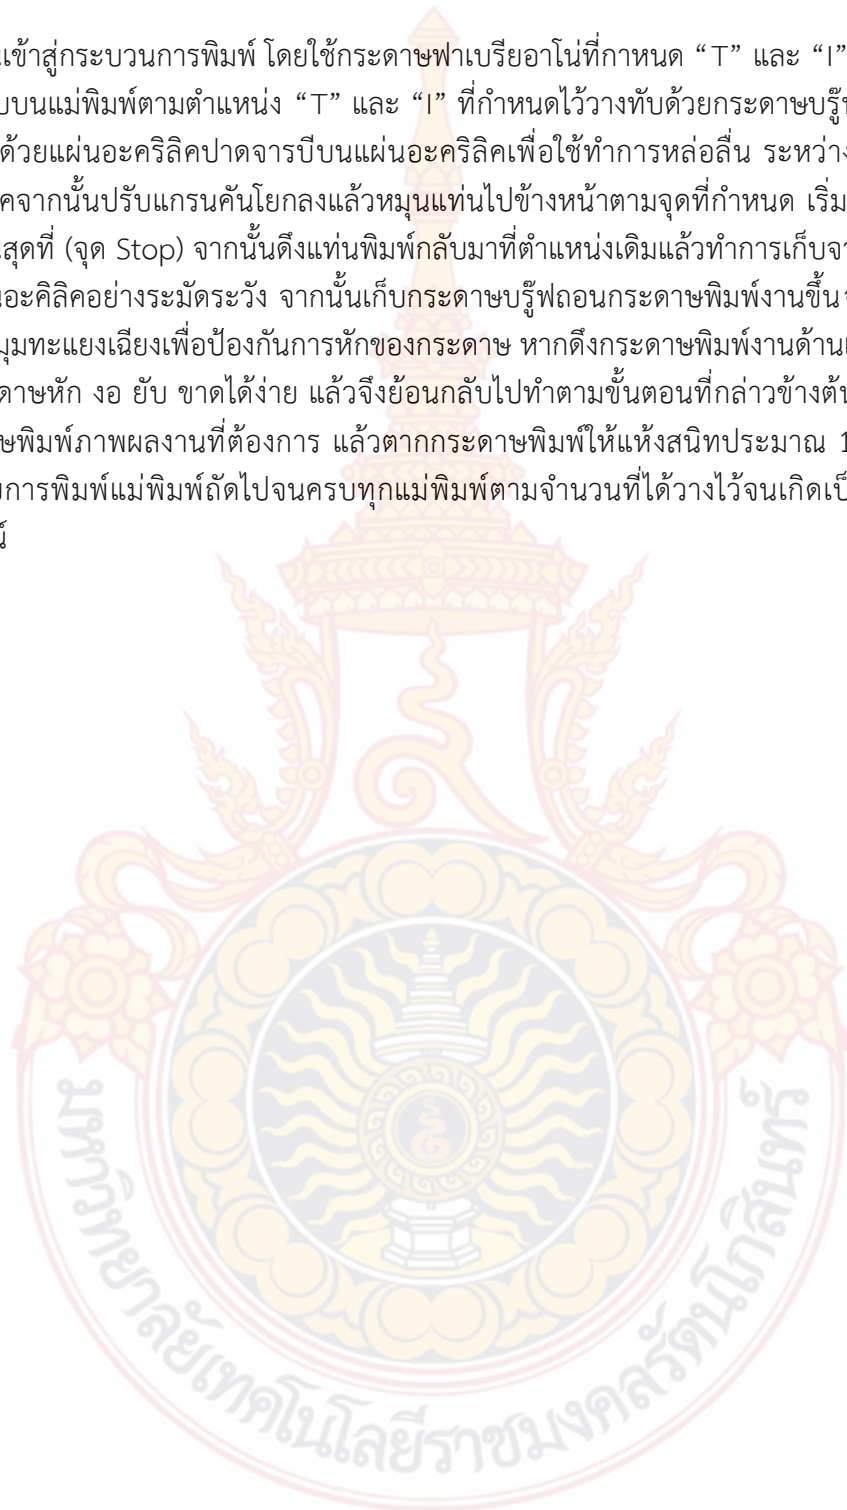 นเข้าสู่กระบวนการพิมพ์ โดยใช้กระดาษฟาเบรียอาโน่ที่กาหนด “T” และ “I”
บบนแม่พิมพ์ตามตำแหน่ง “T” และ “I” ที่กำหนดไว้วางทับด้วยกระดาษบรู๊ฟ
ด้วยแผ่นอะคริลิคปาดจารบีบนแผ่นอะคริลิคเพื่อใช้ทำการหล่อลื่น ระหว่าง
คจากนั้นปรับแกรนคันโยกลงแล้วหมุนแท่นไปข้างหน้าตามจุดที่กำหนด เริ่ม
สุดที่ (จุด Stop) จากนั้นดึงแท่นพิมพ์กลับมาที่ตำแหน่งเดิมแล้วทำการเก็บจา
อะคิลิคอย่างระมัดระวัง จากนั้นเก็บกระดาษบรู๊ฟถอนกระดาษพิมพ์งานขึ้น
มุมทะแยงเฉียงเพื่อป้องกันการหักของกระดาษ หากดึงกระดาษพิมพ์งานด้าน
ดาษหัก งอ ยับ ขาดได้ง่าย แล้วจึงย้อนกลับไปทำตามขั้นตอนที่กล่าวข้างต้น
ษพิมพ์ภาพผลงานที่ต้องการ แล้วตากกระดาษพิมพ์ให้แห้งสนิทประมาณ 1
การพิมพ์แม่พิมพ์ถัดไปจนครบทุกแม่พิมพ์ตามจำนวนที่ได้วางไว้จนเกิดเป็
น์
มหาวิทยาลัยเทคโนโลยีราชมงคลรัตนโกสินทร์